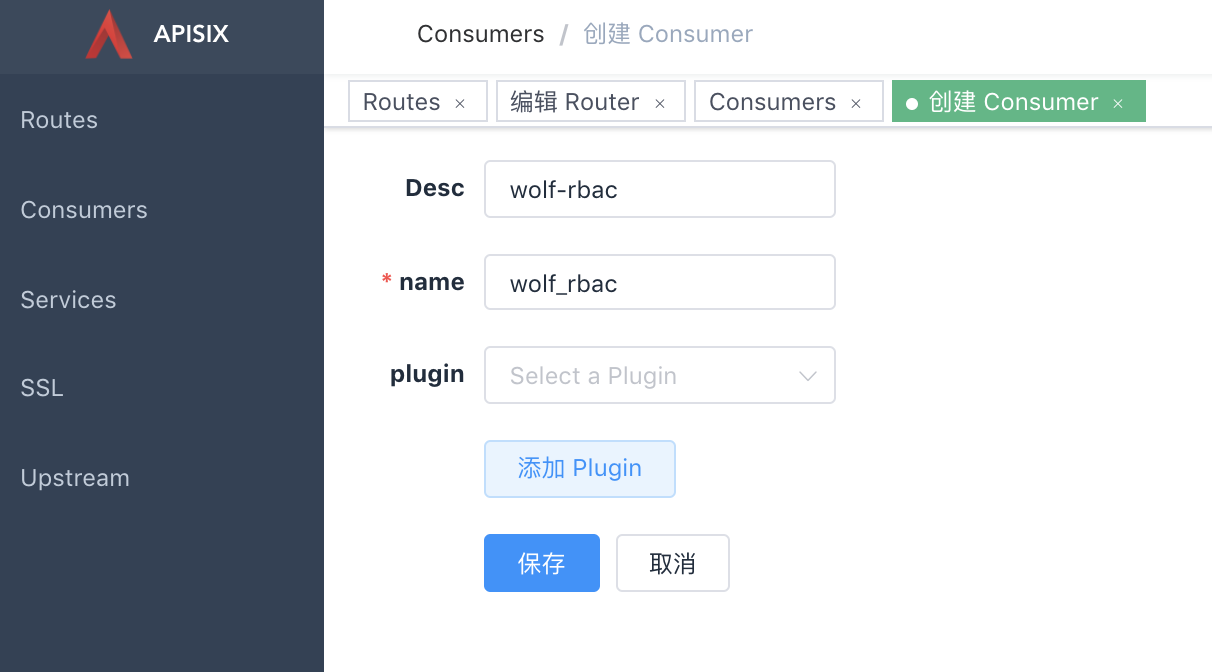 APISIX
Consumers / 创建 Consumer
Routes × 编辑 Router × Consumers × 创建 Consumer ×
Routes
Consumers
Services
SSL
Upstream
Desc wolf-rbac
* name wolf_rbac
plugin Select a Plugin
添加 Plugin
保存 取消